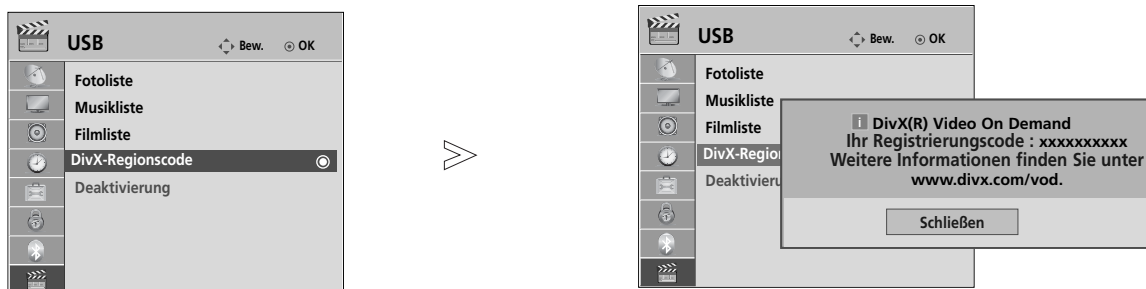 USB Bew. OK
Fotoliste
Musikliste
Filmliste
DivX-Regionscode
Deaktivierung
USB Bew. OK
Fotoliste
Musikliste
Filmliste
DivX-Region
Deaktivieru
i DivX(R) Video On Demand
Ihr Registrierungscode : xxxxxxxxxx
Weitere Informationen finden Sie unter
www.divx.com/vod.
Schließen